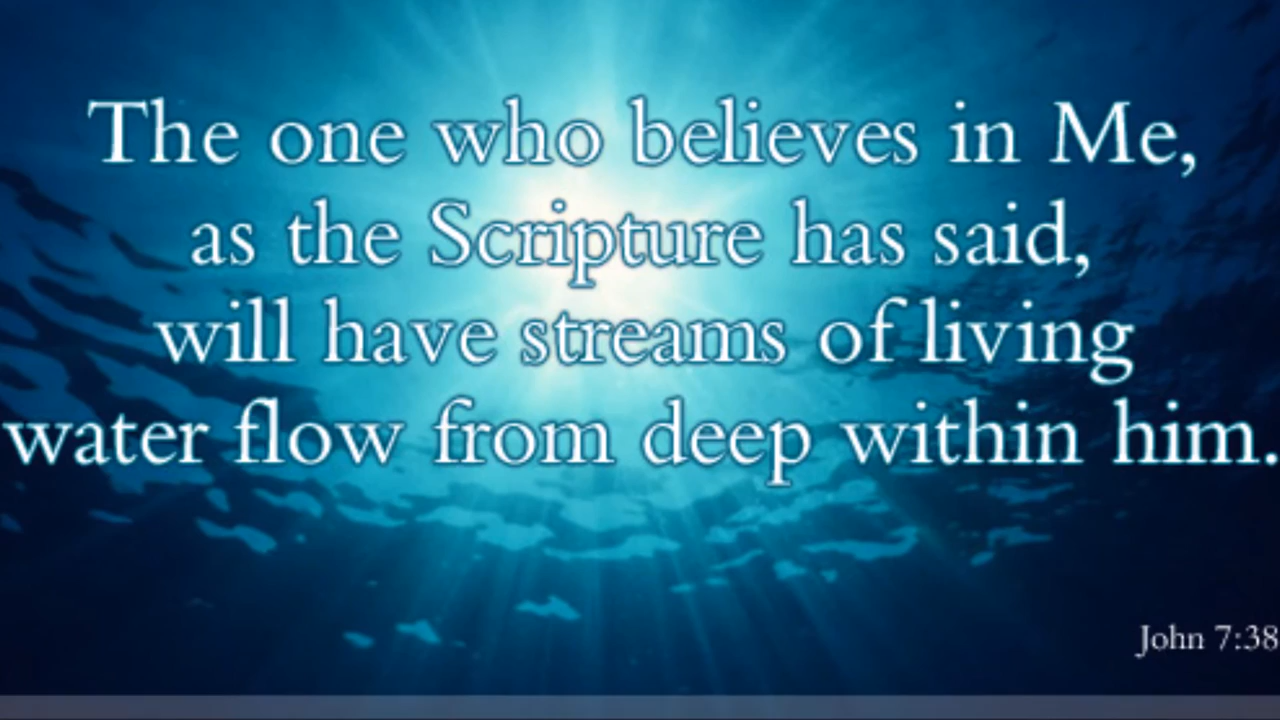 The one who believes in Me,
as the Scripture has said,
will have streams of living
water flow from deep within him.
John 7:38